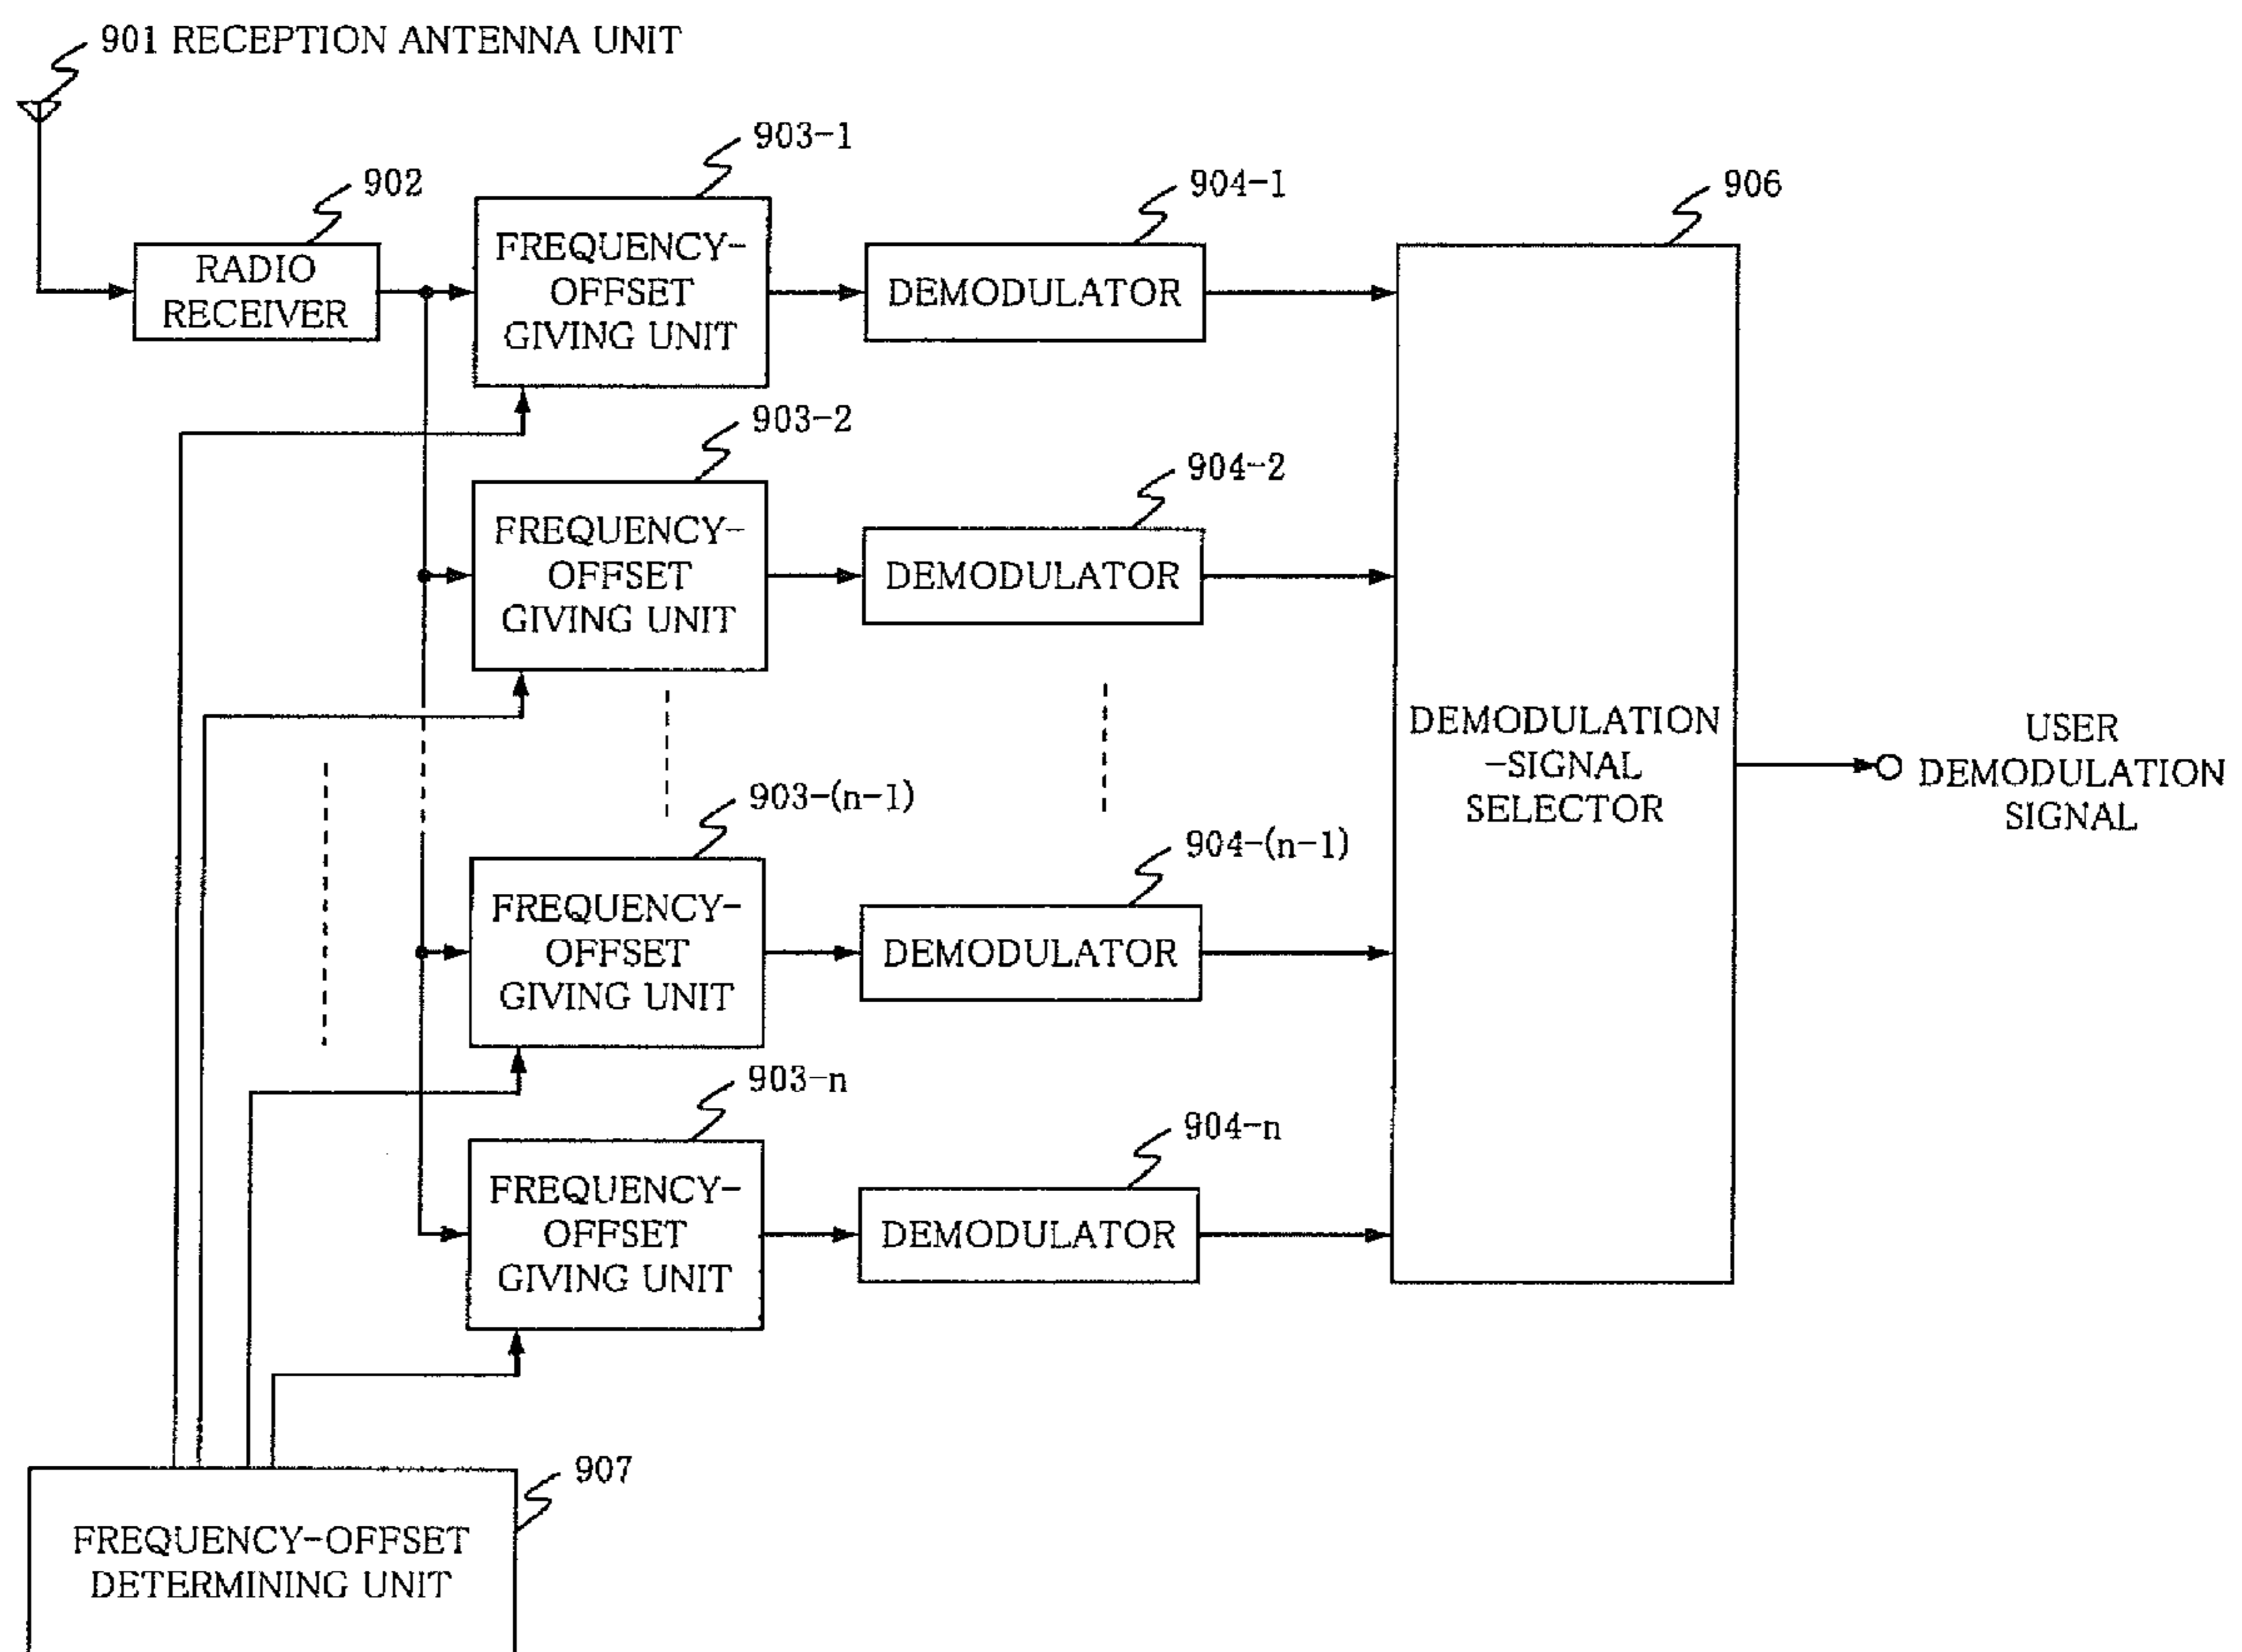 901 RECEPTION ANTENNA UNIT
902
RADIO
RECEIVER
903-1
FREQUENCY-
OFFSET
GIVING UNIT
904-1
DEMODULATOR
906
903-2
FREQUENCY-
OFFSET
GIVING UNIT
904-2
DEMODULATOR
DEMODULATION
-SIGNAL
SELECTOR
USER
DEMODULATION
SIGNAL
903-(n-1)
FREQUENCY-
OFFSET
GIVING UNIT
904-(n-1)
DEMODULATOR
903-n
FREQUENCY-
OFFSET
GIVING UNIT
904-n
DEMODULATOR
907
FREQUENCY-OFFSET
DETERMINING UNIT